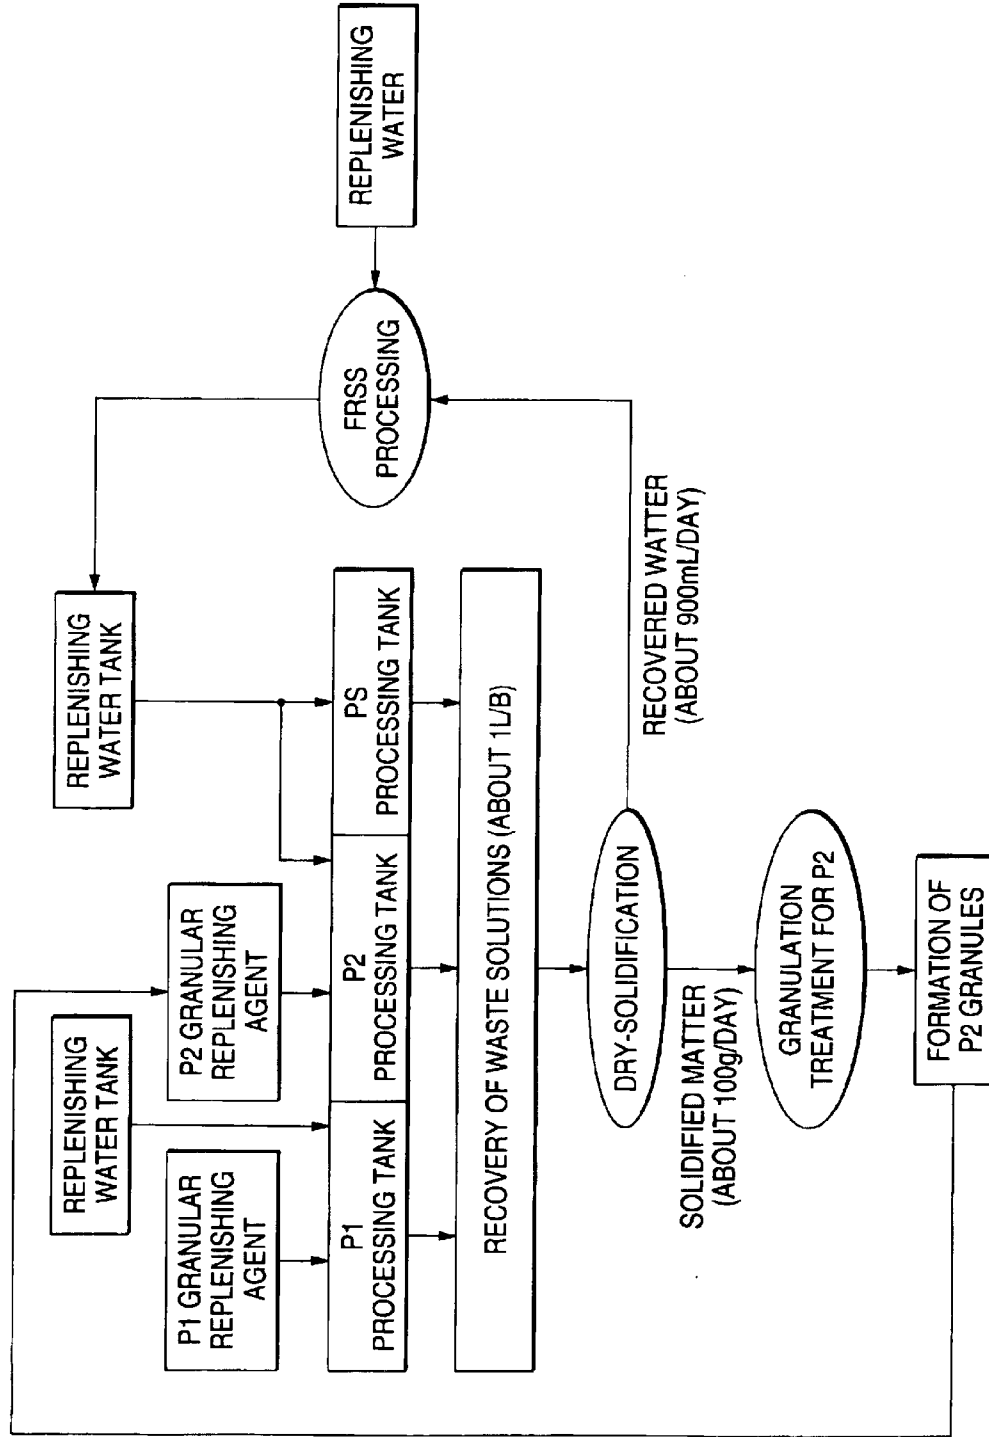 REPLENISHING
WATER TANK
P1 GRANULAR
REPLENISHING
AGENT
P2 GRANULAR
REPLENISHING
AGENT
REPLENISHING
WATER TANK
P1
PROCESSING TANK
P2
PROCESSING TANK
PS
PROCESSING TANK
FRSS
PROCESSING
REPLENISHING
WATER
RECOVERY OF WASTE SOLUTIONS (ABOUT 1L/B)
DRY-SOLIDIFICATION
RECOVERED WATTER
(ABOUT 900mL/DAY)
SOLIDIFIED MATTER
(ABOUT 100g/DAY)
GRANULATION
TREATMENT FOR P2
FORMATION OF
P2 GRANULES